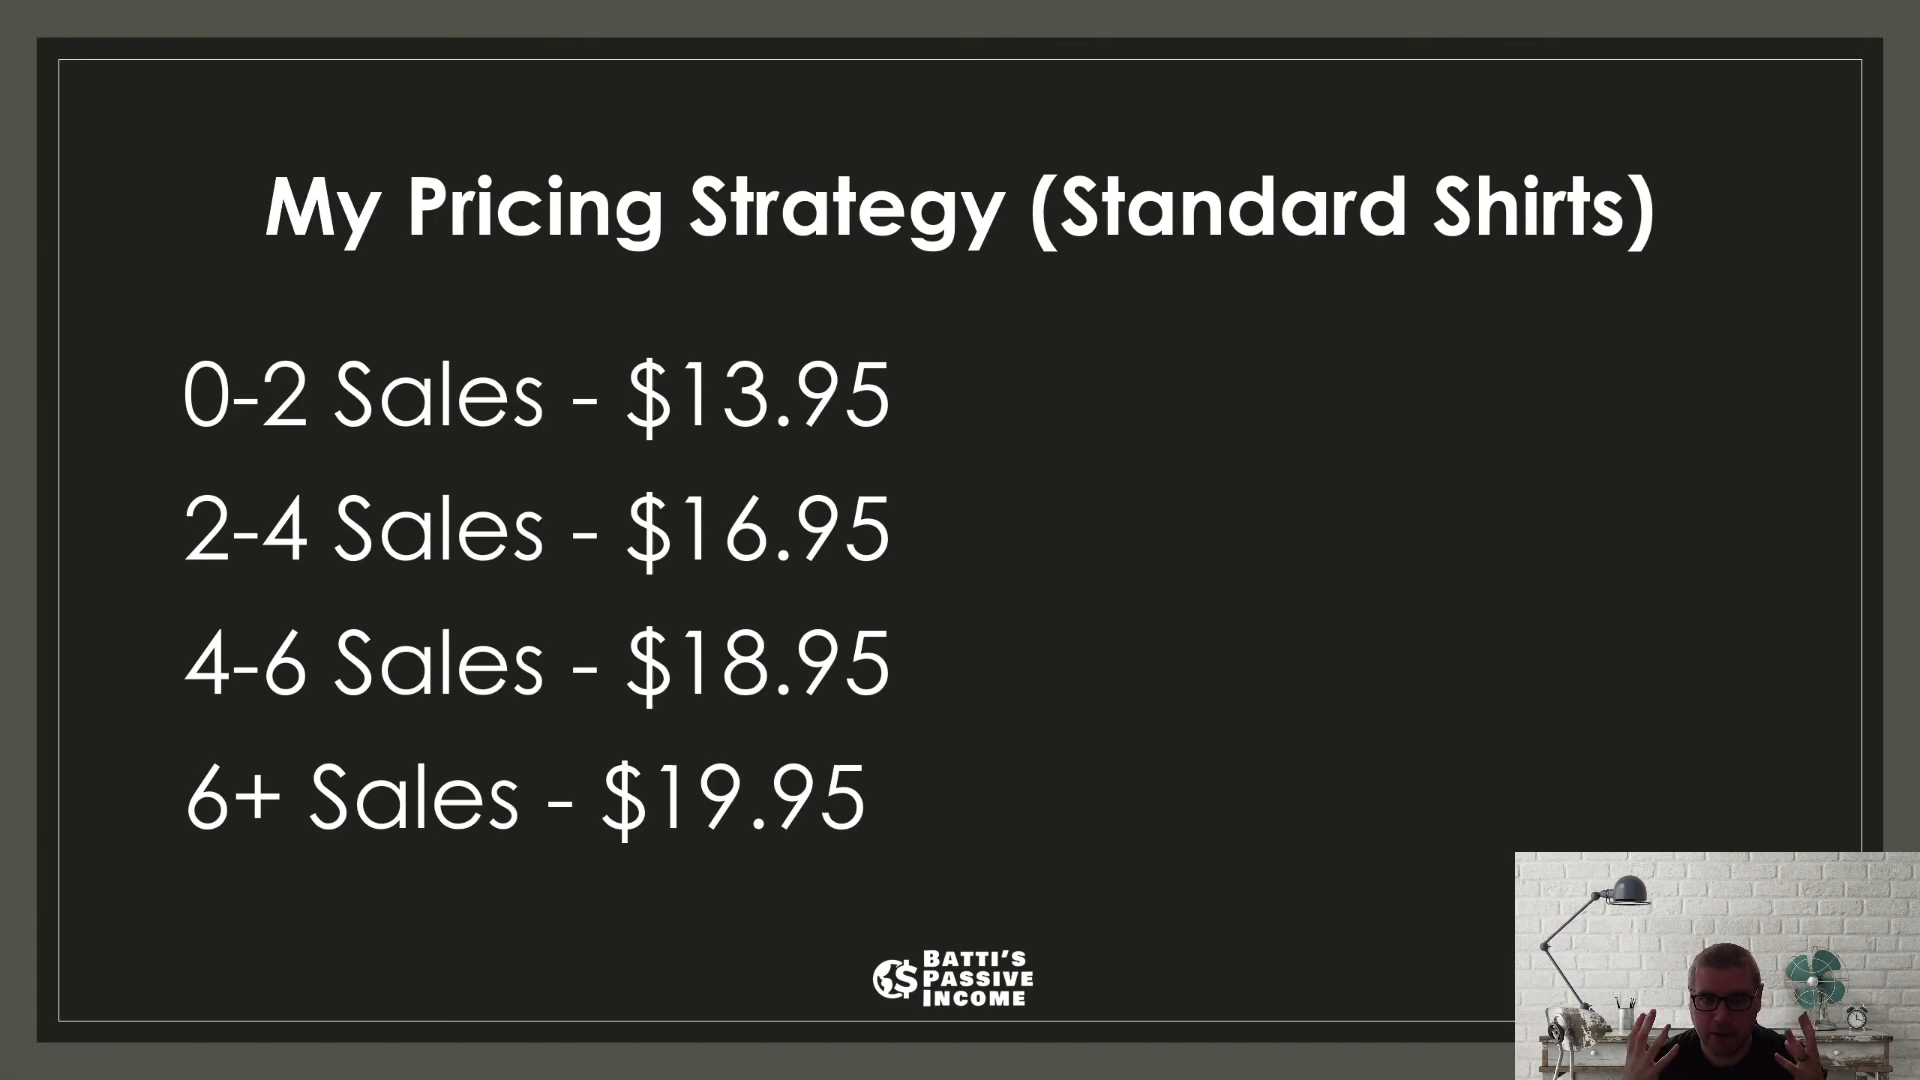 My Pricing Strategy (Standard Shirts)
0-2 Sales - $13.95
2-4 Sales - $16.95
4-6 Sales - $18.95
6+ Sales - $19.95
BATTI'S
PASSIVE
INCOME